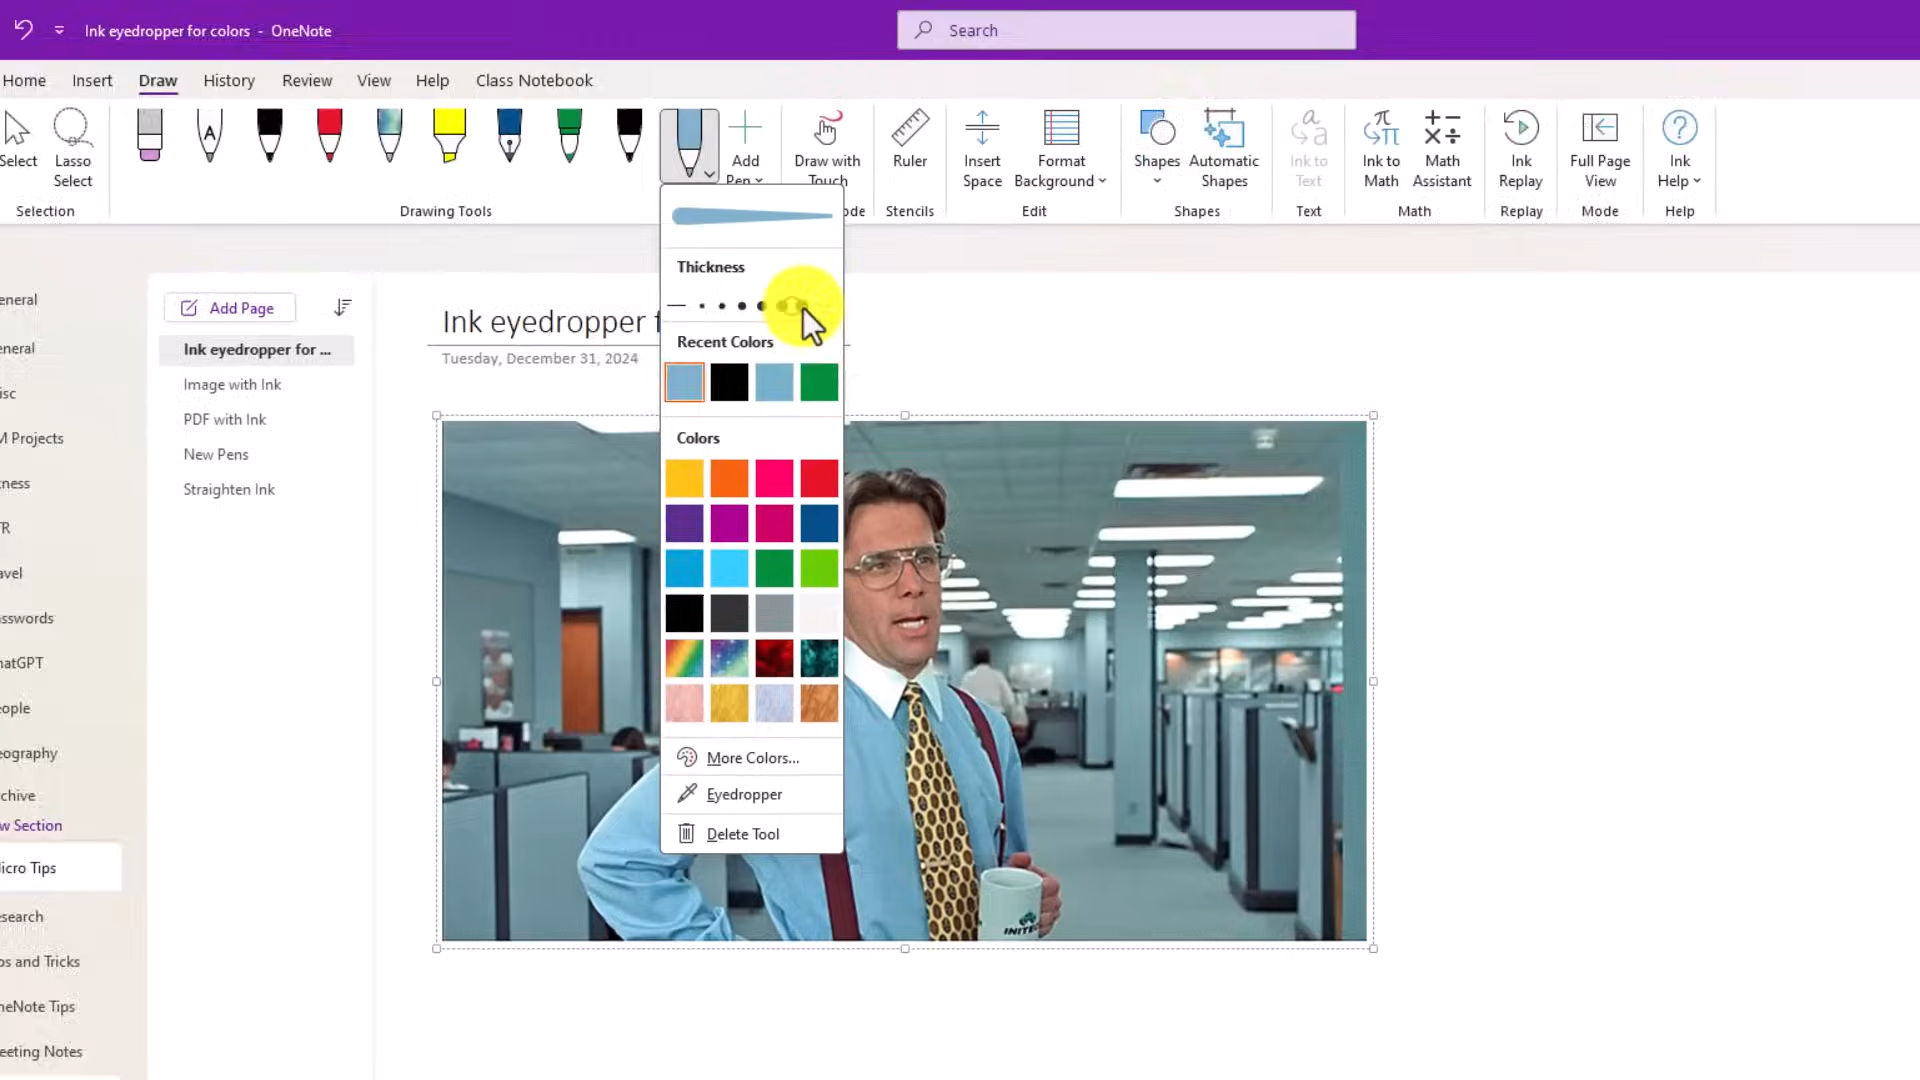 Ink eyedropper for colors - OneNote
Search
Home Insert Draw History Review View Help Class Notebook
Select
Lasso Select
Add Pen
Draw with Touch
Ruler
Insert Space
Format Background
Shapes
Automatic Shapes
Ink to Text
Ink to Math
Math Assistant
Ink Replay
Full Page View
Ink Help
Selection Drawing Tools ode Stencils Edit Shapes Text Math Replay Mode Help
Thickness
Recent Colors
Colors
More Colors...
Eyedropper
Delete Tool
Add Page
Ink eyedropper for ...
Image with Ink
PDF with Ink
New Pens
Straighten Ink
Ink eyedropper f
Tuesday, December 31, 2024
eneral
eneral
isc
M Projects
tness
R
avel
asswords
hatGPT
eople
eography
chive
w Section
icro Tips
esearch
ps and Tricks
neNote Tips
eeting Notes
A
INITE